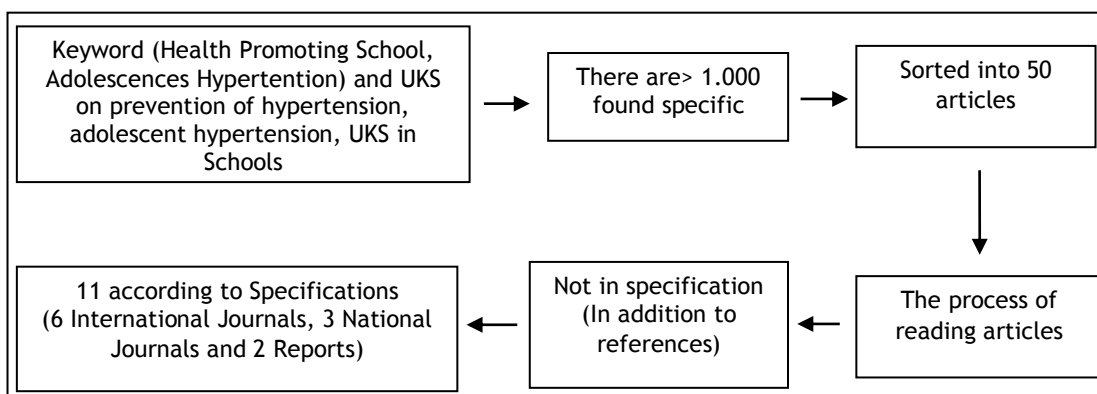 Keyword (Health Promoting School,
Adolescences Hypertention) and UKS
on prevention of hypertension,
adolescent hypertension, UKS in
Schools
There are> 1.000
found specific
Sorted into 50
articles
The process of
reading articles
Not in specification
(In addition to
references)
11 according to Specifications
(6 International Journals, 3 National
Journals and 2 Reports)